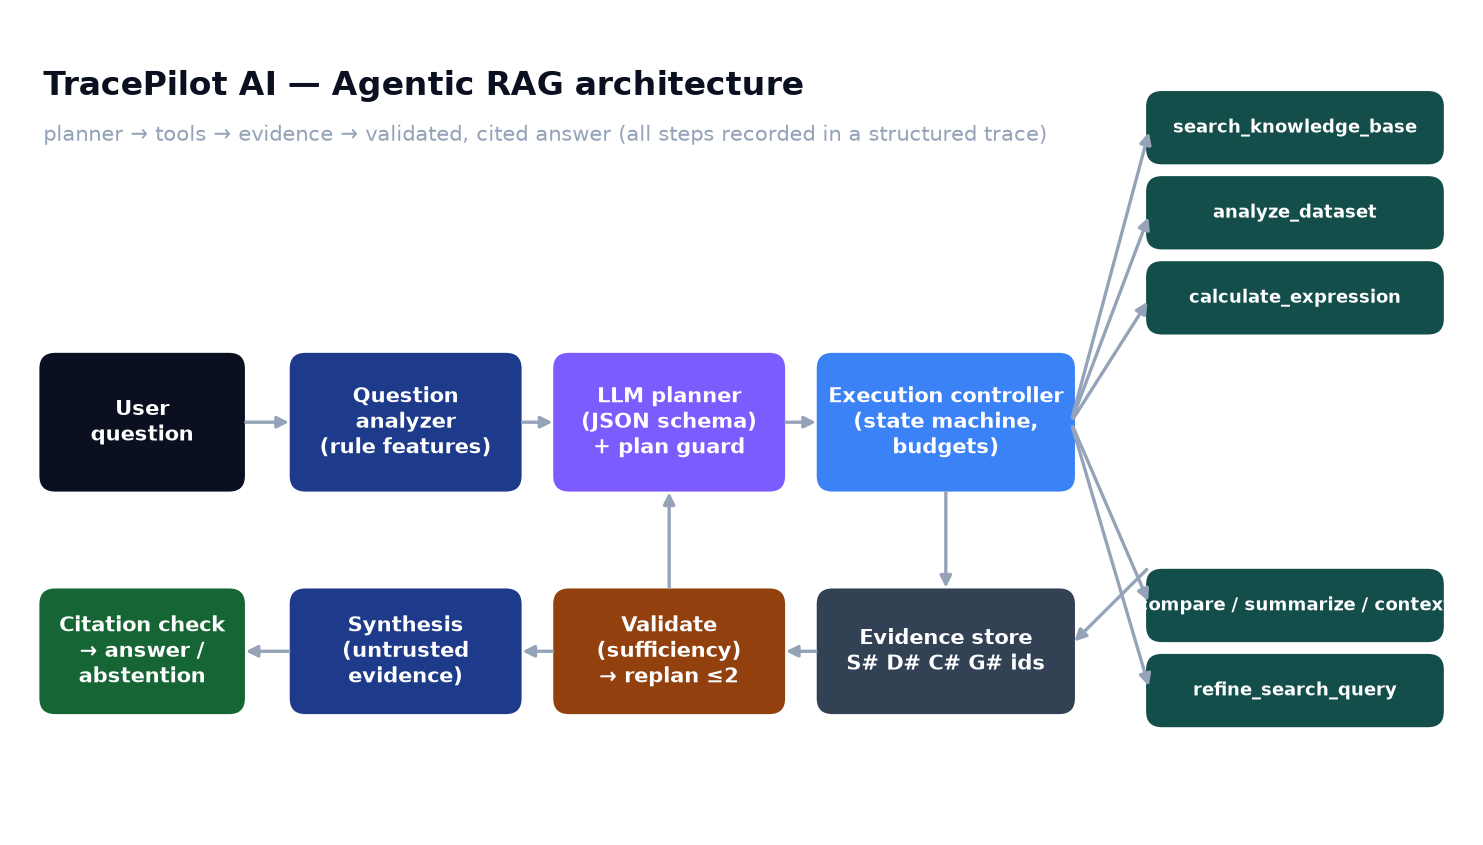 TracePilot AI — Agentic RAG architecture
planner → tools → evidence → validated, cited answer (all steps recorded in a structured trace)
search_knowledge_base
analyze_dataset
calculate_expression
User
question
Question
analyzer
(rule features)
LLM planner
(JSON schema)
+ plan guard
Execution controller
(state machine,
budgets)
Citation check
→ answer /
abstention
Synthesis
(untrusted
evidence)
Validate
(sufficiency)
→ replan ≤2
Evidence store
S# D# C# G# ids
ompare / summarize / contex
refine_search_query